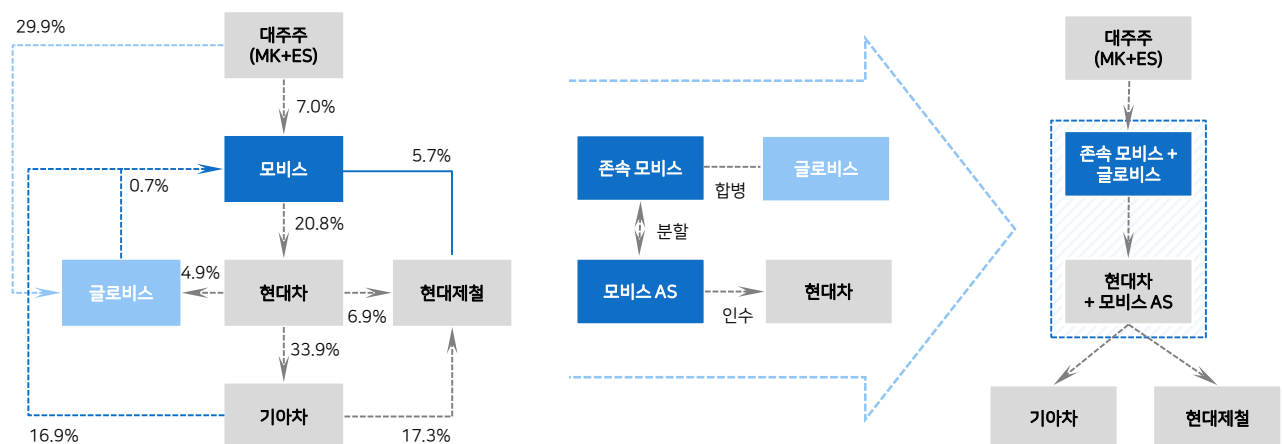 29.9%
대주주
(MK+ES)
7.0%
모비스
5.7%
0.7%
20.8%
글로비스
4.9%
현대차
6.9%
현대제철
33.9%
기아차
16.9%
17.3%
존속 모비스
합병
글로비스
분할
모비스 AS
인수
현대차
대주주
(MK+ES)
존속 모비스 +
글로비스
현대차
+ 모비스 AS
기아차
현대제철